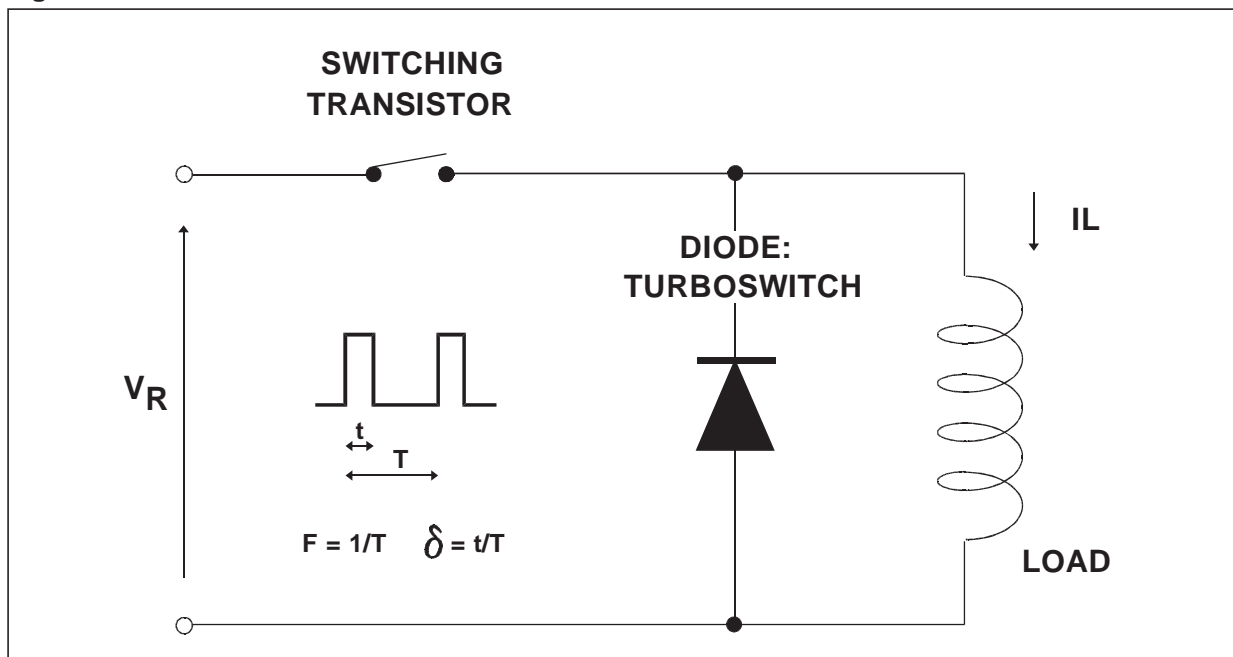 SWITCHING
TRANSISTOR
IL
DIODE:
TURBOSWITCH
VR
t
T
F = 1/T δ = t/T
LOAD